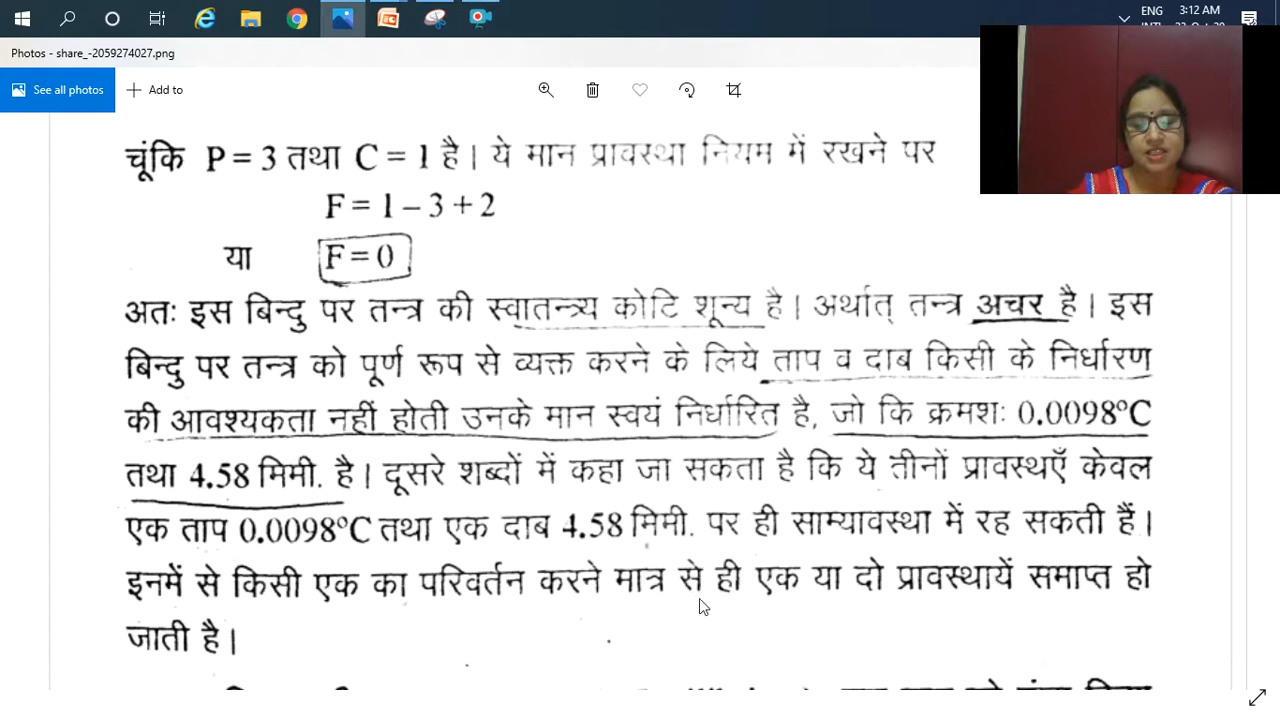 ENG
3:12 AM
Photos - share_-2059274027.png
See all photos
Add to
चूंकि P = 3 तथा C = 1 है। ये मान प्रावस्था नियम में रखने पर
F = 1 – 3 + 2
या F = 0
अतः इस बिन्दु पर तन्त्र की स्वातन्त्र्य कोटि शून्य है। अर्थात् तन्त्र अचर है। इस
बिन्दु पर तन्त्र को पूर्ण रूप से व्यक्त करने के लिये ताप व दाब किसी के निर्धारण
की आवश्यकता नहीं होती उनके मान स्वयं निर्धारित है, जो कि क्रमशः 0.0098°C
तथा 4.58 मिमी. है। दूसरे शब्दों में कहा जा सकता है कि ये तीनों प्रावस्थएँ केवल
एक ताप 0.0098°C तथा एक दाब 4.58 मिमी. पर ही साम्यावस्था में रह सकती हैं।
इनमें से किसी एक का परिवर्तन करने मात्र से ही एक या दो प्रावस्थायें समाप्त हो
जाती है।